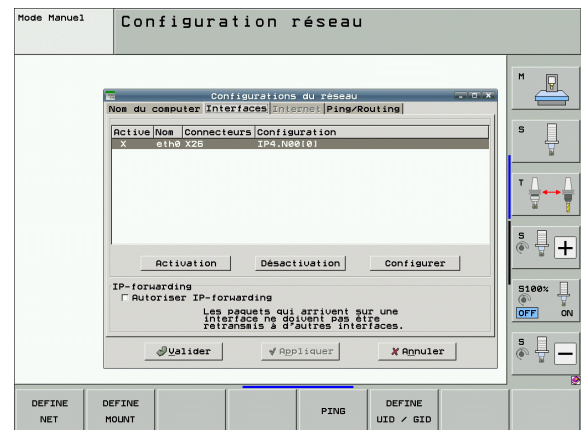 Mode Manuel
Configuration réseau
Configurations du réseau
Nom du computer Interfaces Internet Ping/Routing
Active Nom Connecteurs Configuration
X eth0 X26 IP4.N00[0]
Activation Désactivation Configurer
IP-forwarding
Autoriser IP-forwarding
Les paquets qui arrivent sur une
interface ne doivent pas être
retransmis à d'autres interfaces.
Valider Appliquer Annuler
M
S
T
S
S100%
OFF ON
S
DEFINE NET
DEFINE MOUNT
PING
DEFINE UID / GID